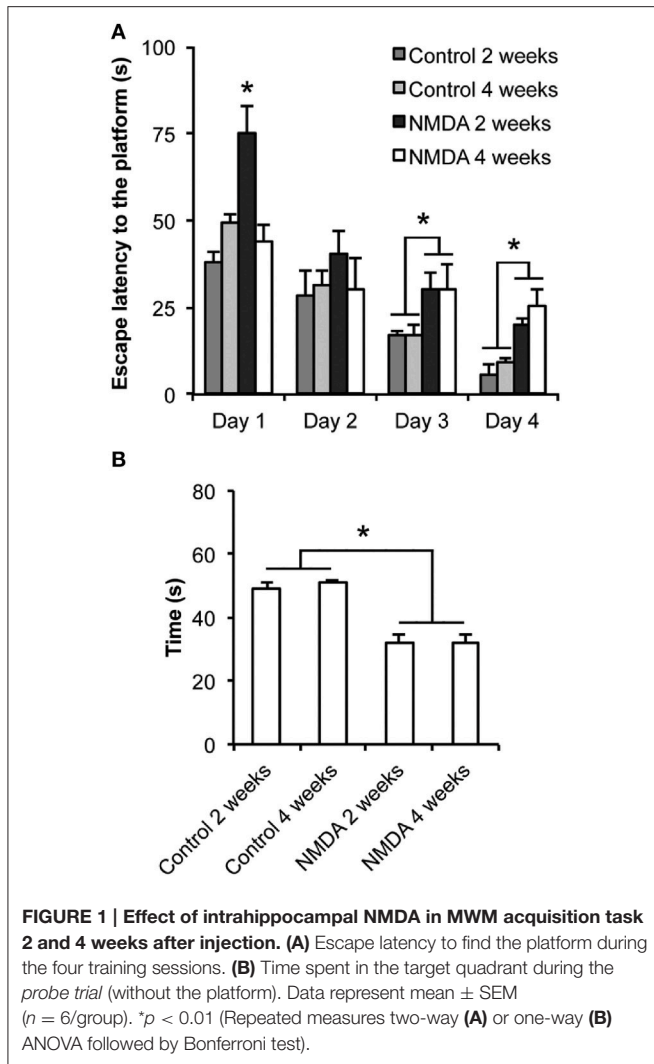 A
100
75
50
25
0
Escape latency to the platform (s)
*
Control 2 weeks
Control 4 weeks
NMDA 2 weeks
NMDA 4 weeks
*
*
Day 1 Day 2 Day 3 Day 4
B
80
60
40
20
0
Time (s)
*
Control 2 weeks
Control 4 weeks
NMDA 2 weeks
NMDA 4 weeks
FIGURE 1 | Effect of intrahippocampal NMDA in MWM acquisition task
2 and 4 weeks after injection. (A) Escape latency to find the platform during
the four training sessions. (B) Time spent in the target quadrant during the
probe trial (without the platform). Data represent mean ± SEM
(n = 6/group). *p < 0.01 (Repeated measures two-way (A) or one-way (B)
ANOVA followed by Bonferroni test).